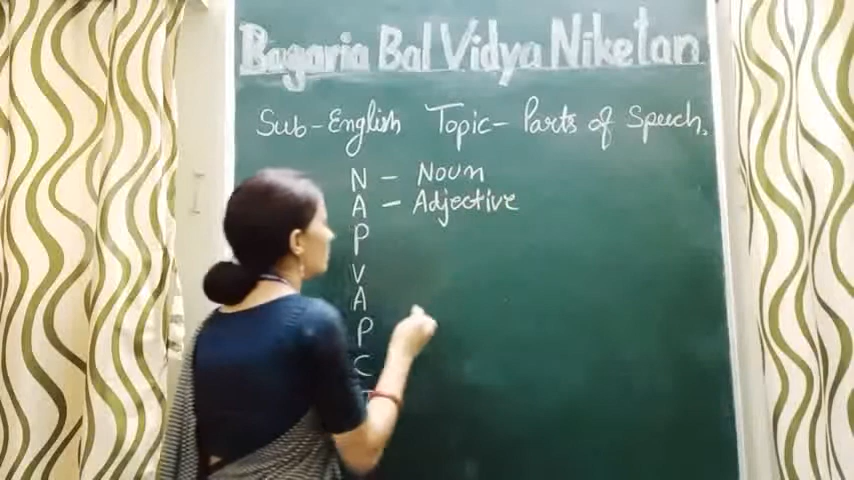 Bagaria Bal Vidya Niketan
Sub-English Topic- Parts of Speech.
N - Noun
A - Adjective
P
V
A
P
C